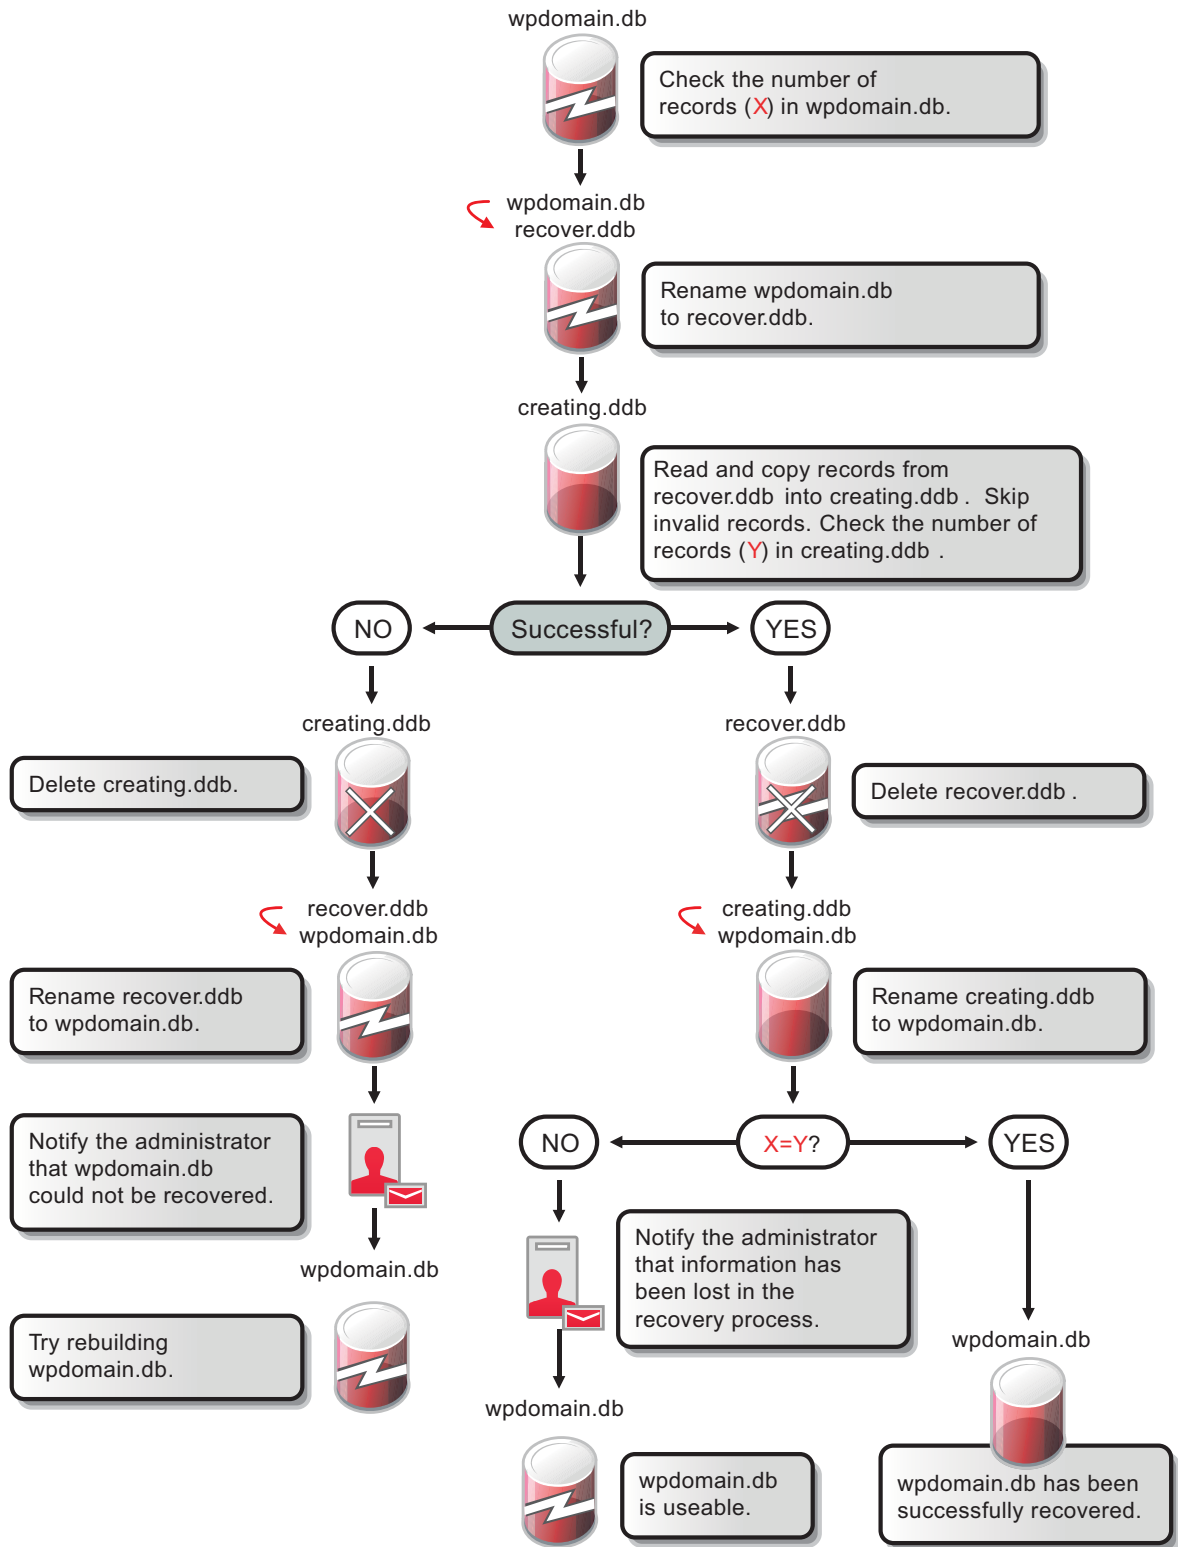 wpdomain.db
Check the number of
records (X) in wpdomain.db.
wpdomain.db
recover.ddb
Rename wpdomain.db
to recover.ddb.
creating.ddb
Read and copy records from
recover.ddb into creating.ddb . Skip
invalid records. Check the number of
records (Y) in creating.ddb .
NO
Successful?
YES
creating.ddb
Delete creating.ddb.
recover.ddb
wpdomain.db
Rename recover.ddb
to wpdomain.db.
Notify the administrator
that wpdomain.db
could not be recovered.
wpdomain.db
Try rebuilding
wpdomain.db.
recover.ddb
Delete recover.ddb .
creating.ddb
wpdomain.db
Rename creating.ddb
to wpdomain.db.
NO
X=Y?
YES
Notify the administrator
that information has
been lost in the
recovery process.
wpdomain.db
wpdomain.db
is useable.
wpdomain.db
wpdomain.db has been
successfully recovered.